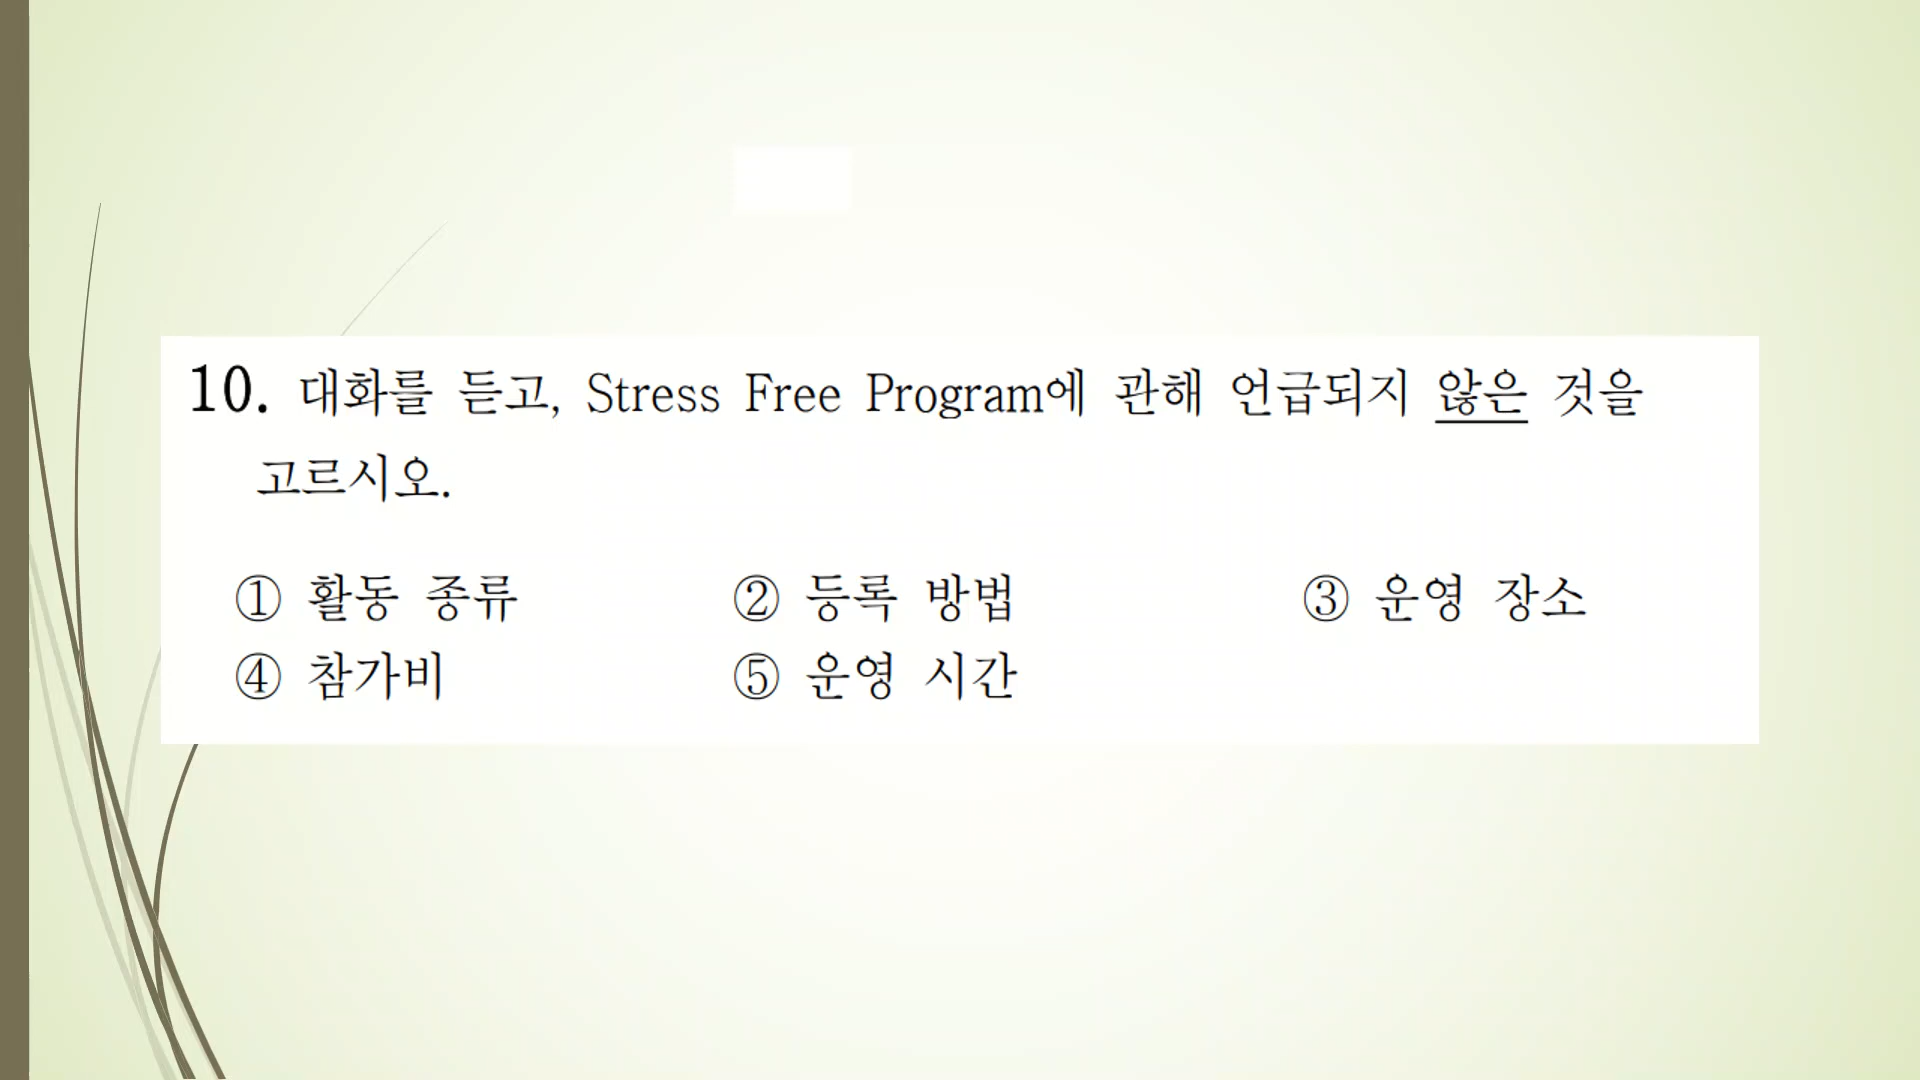 10. 대화를 듣고, Stress Free Program에 관해 언급되지 않은 것을
고르시오.
① 활동 종류 ② 등록 방법 ③ 운영 장소
④ 참가비 ⑤ 운영 시간